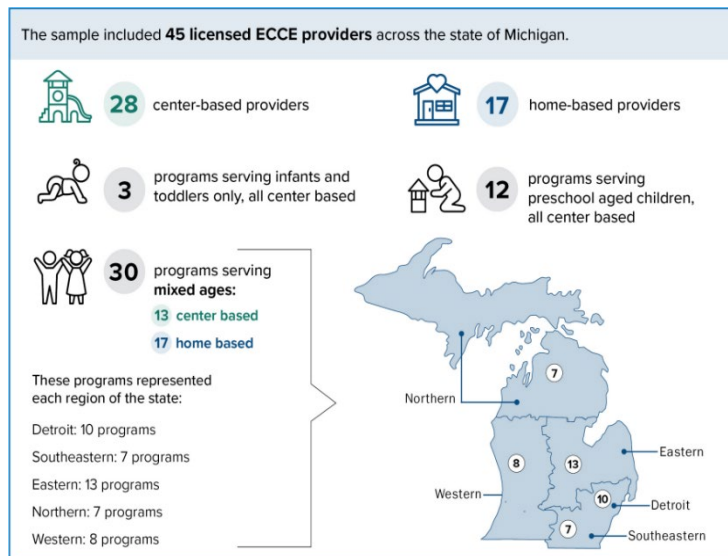 The sample included 45 licensed ECCE providers across the state of Michigan.
28 center-based providers
17 home-based providers
3 programs serving infants and
toddlers only, all center based
12 programs serving
preschool aged children,
all center based
30 programs serving
mixed ages:
13 center based
17 home based
These programs represented
each region of the state:
Detroit: 10 programs
Southeastern: 7 programs
Eastern: 13 programs
Northern: 7 programs
Western: 8 programs
7
Northern
8
13
Eastern
Western
10
Detroit
7
Southeastern